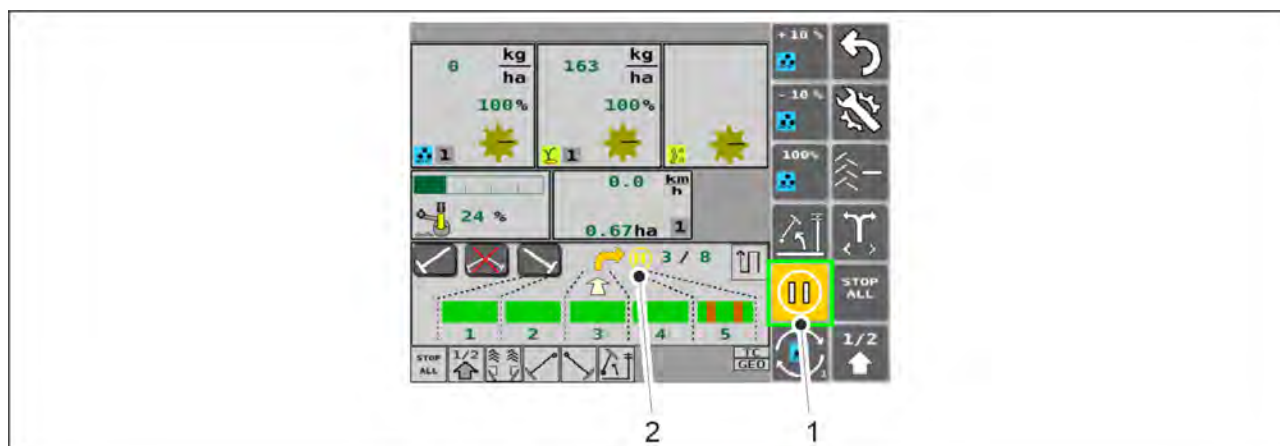 + 10 %
0 kg/ha
163 kg/ha
100%
100%
- 10 %
1
1
100%
0.0 km/h
24 %
0.67ha 1
3 / 8
STOP ALL
1 2 3 4 5
STOP ALL 1/2
TC
GEO
1/2
2
1